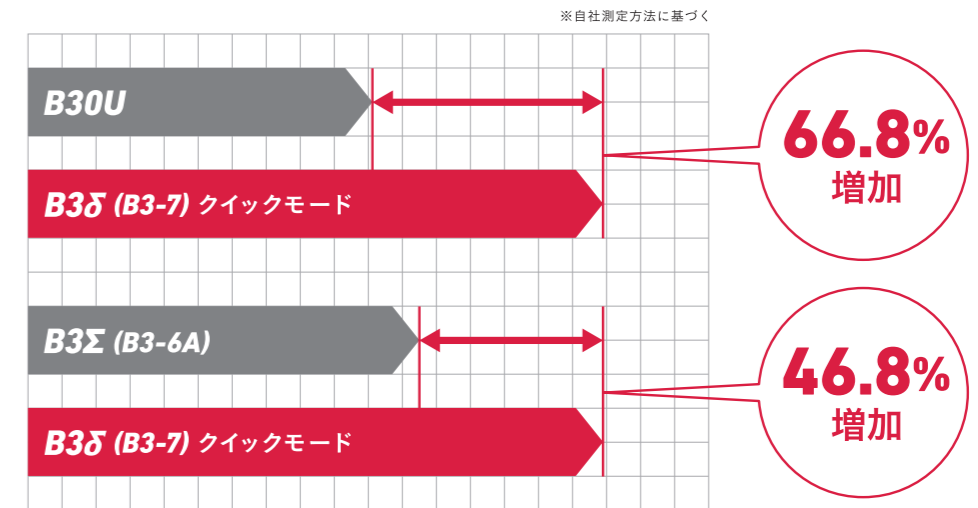 ※自社測定方法に基づく
B30U
66.8%
増加
B3δ (B3-7) クイックモード
B3Σ (B3-6A)
46.8%
増加
B3δ (B3-7) クイックモード